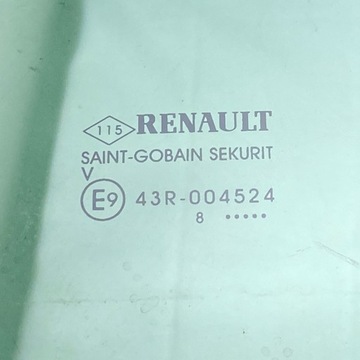 115 RENAULT
SAINT-GOBAIN SEKURIT
V
E9 43R-004524
8 •••••